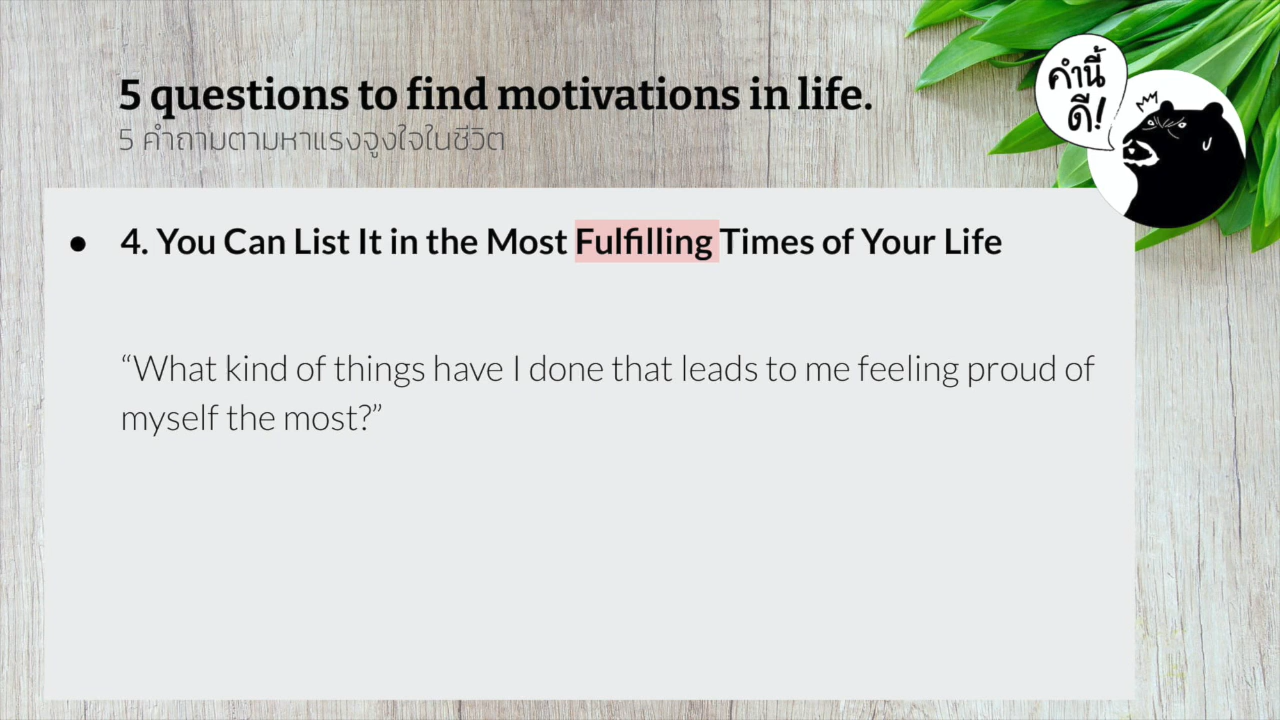 5 questions to find motivations in life.
5 คำถามตามหาแรงจูงใจในชีวิต
คำนี้
ดี!
● 4. You Can List It in the Most Fulfilling Times of Your Life
“What kind of things have I done that leads to me feeling proud of
myself the most?”